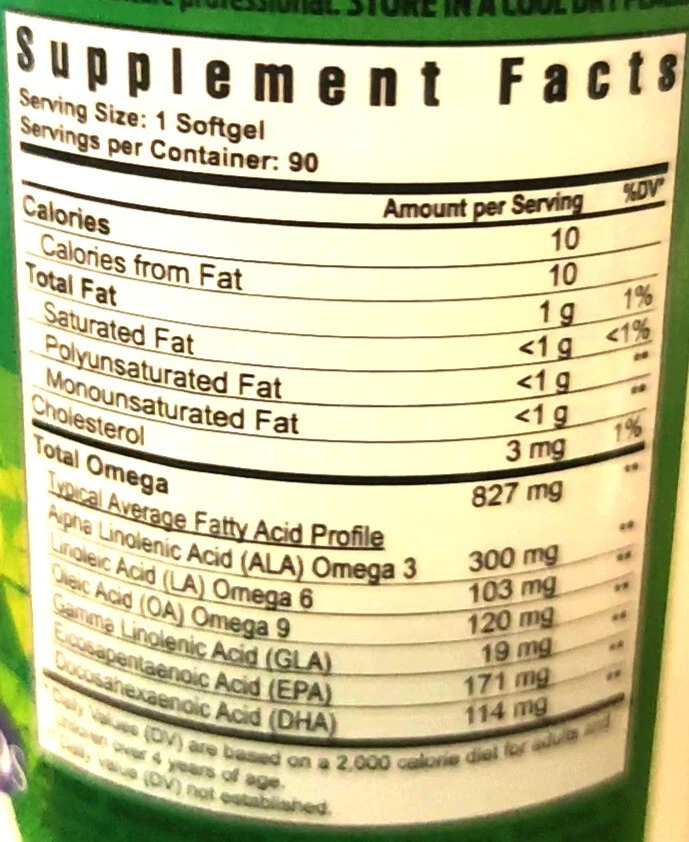 professional. STORE IN A COOL DRY
Supplement Facts
Serving Size: 1 Softgel
Servings per Container: 90
Amount per Serving %DV*
Calories 10
Calories from Fat 10
Total Fat 1 g 1%
Saturated Fat <1 g <1%
Polyunsaturated Fat <1 g **
Monounsaturated Fat <1 g **
Cholesterol 3 mg 1%
Total Omega 827 mg **
Typical Average Fatty Acid Profile
Alpha Linolenic Acid (ALA) Omega 3 300 mg **
Linoleic Acid (LA) Omega 6 103 mg **
Oleic Acid (OA) Omega 9 120 mg **
Gamma Linolenic Acid (GLA) 19 mg **
Eicosapentaenoic Acid (EPA) 171 mg **
Docosahexaenoic Acid (DHA) 114 mg **
* Daily Values (DV) are based on a 2,000 calorie diet for adults and
children over 4 years of age.
** Daily value (DV) not established.